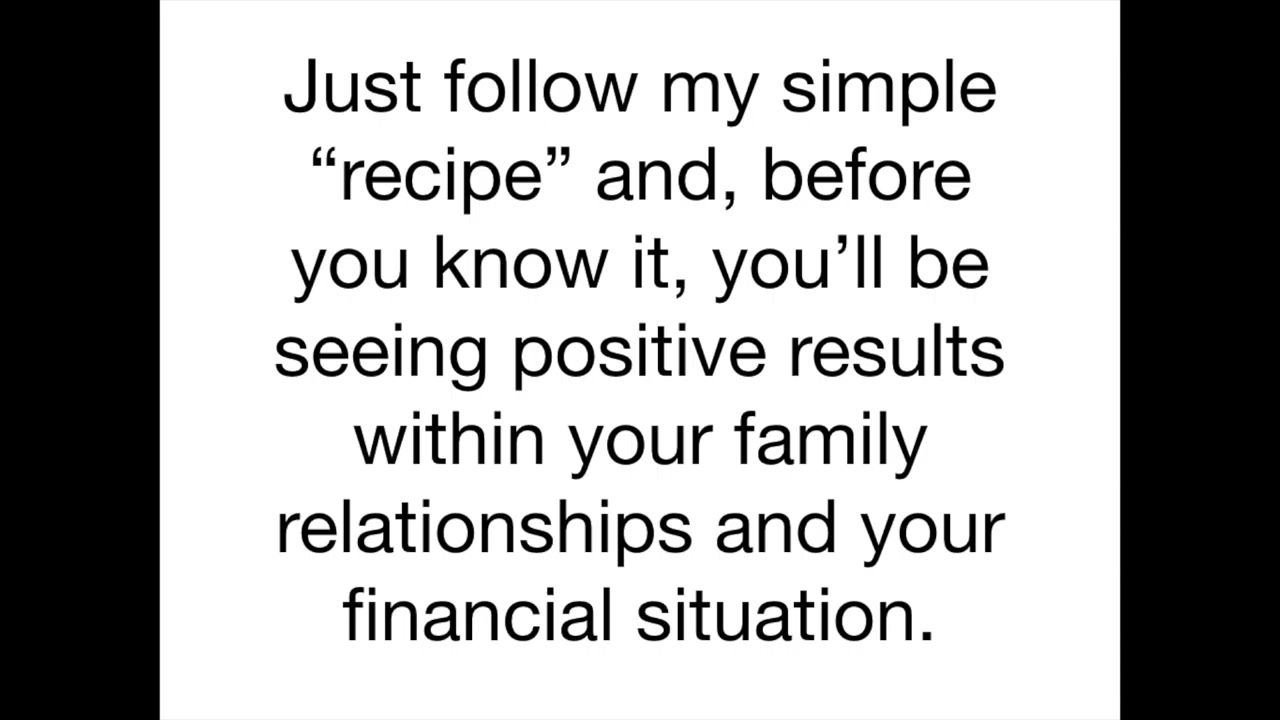 Just follow my simple
“recipe” and, before
you know it, you’ll be
seeing positive results
within your family
relationships and your
financial situation.